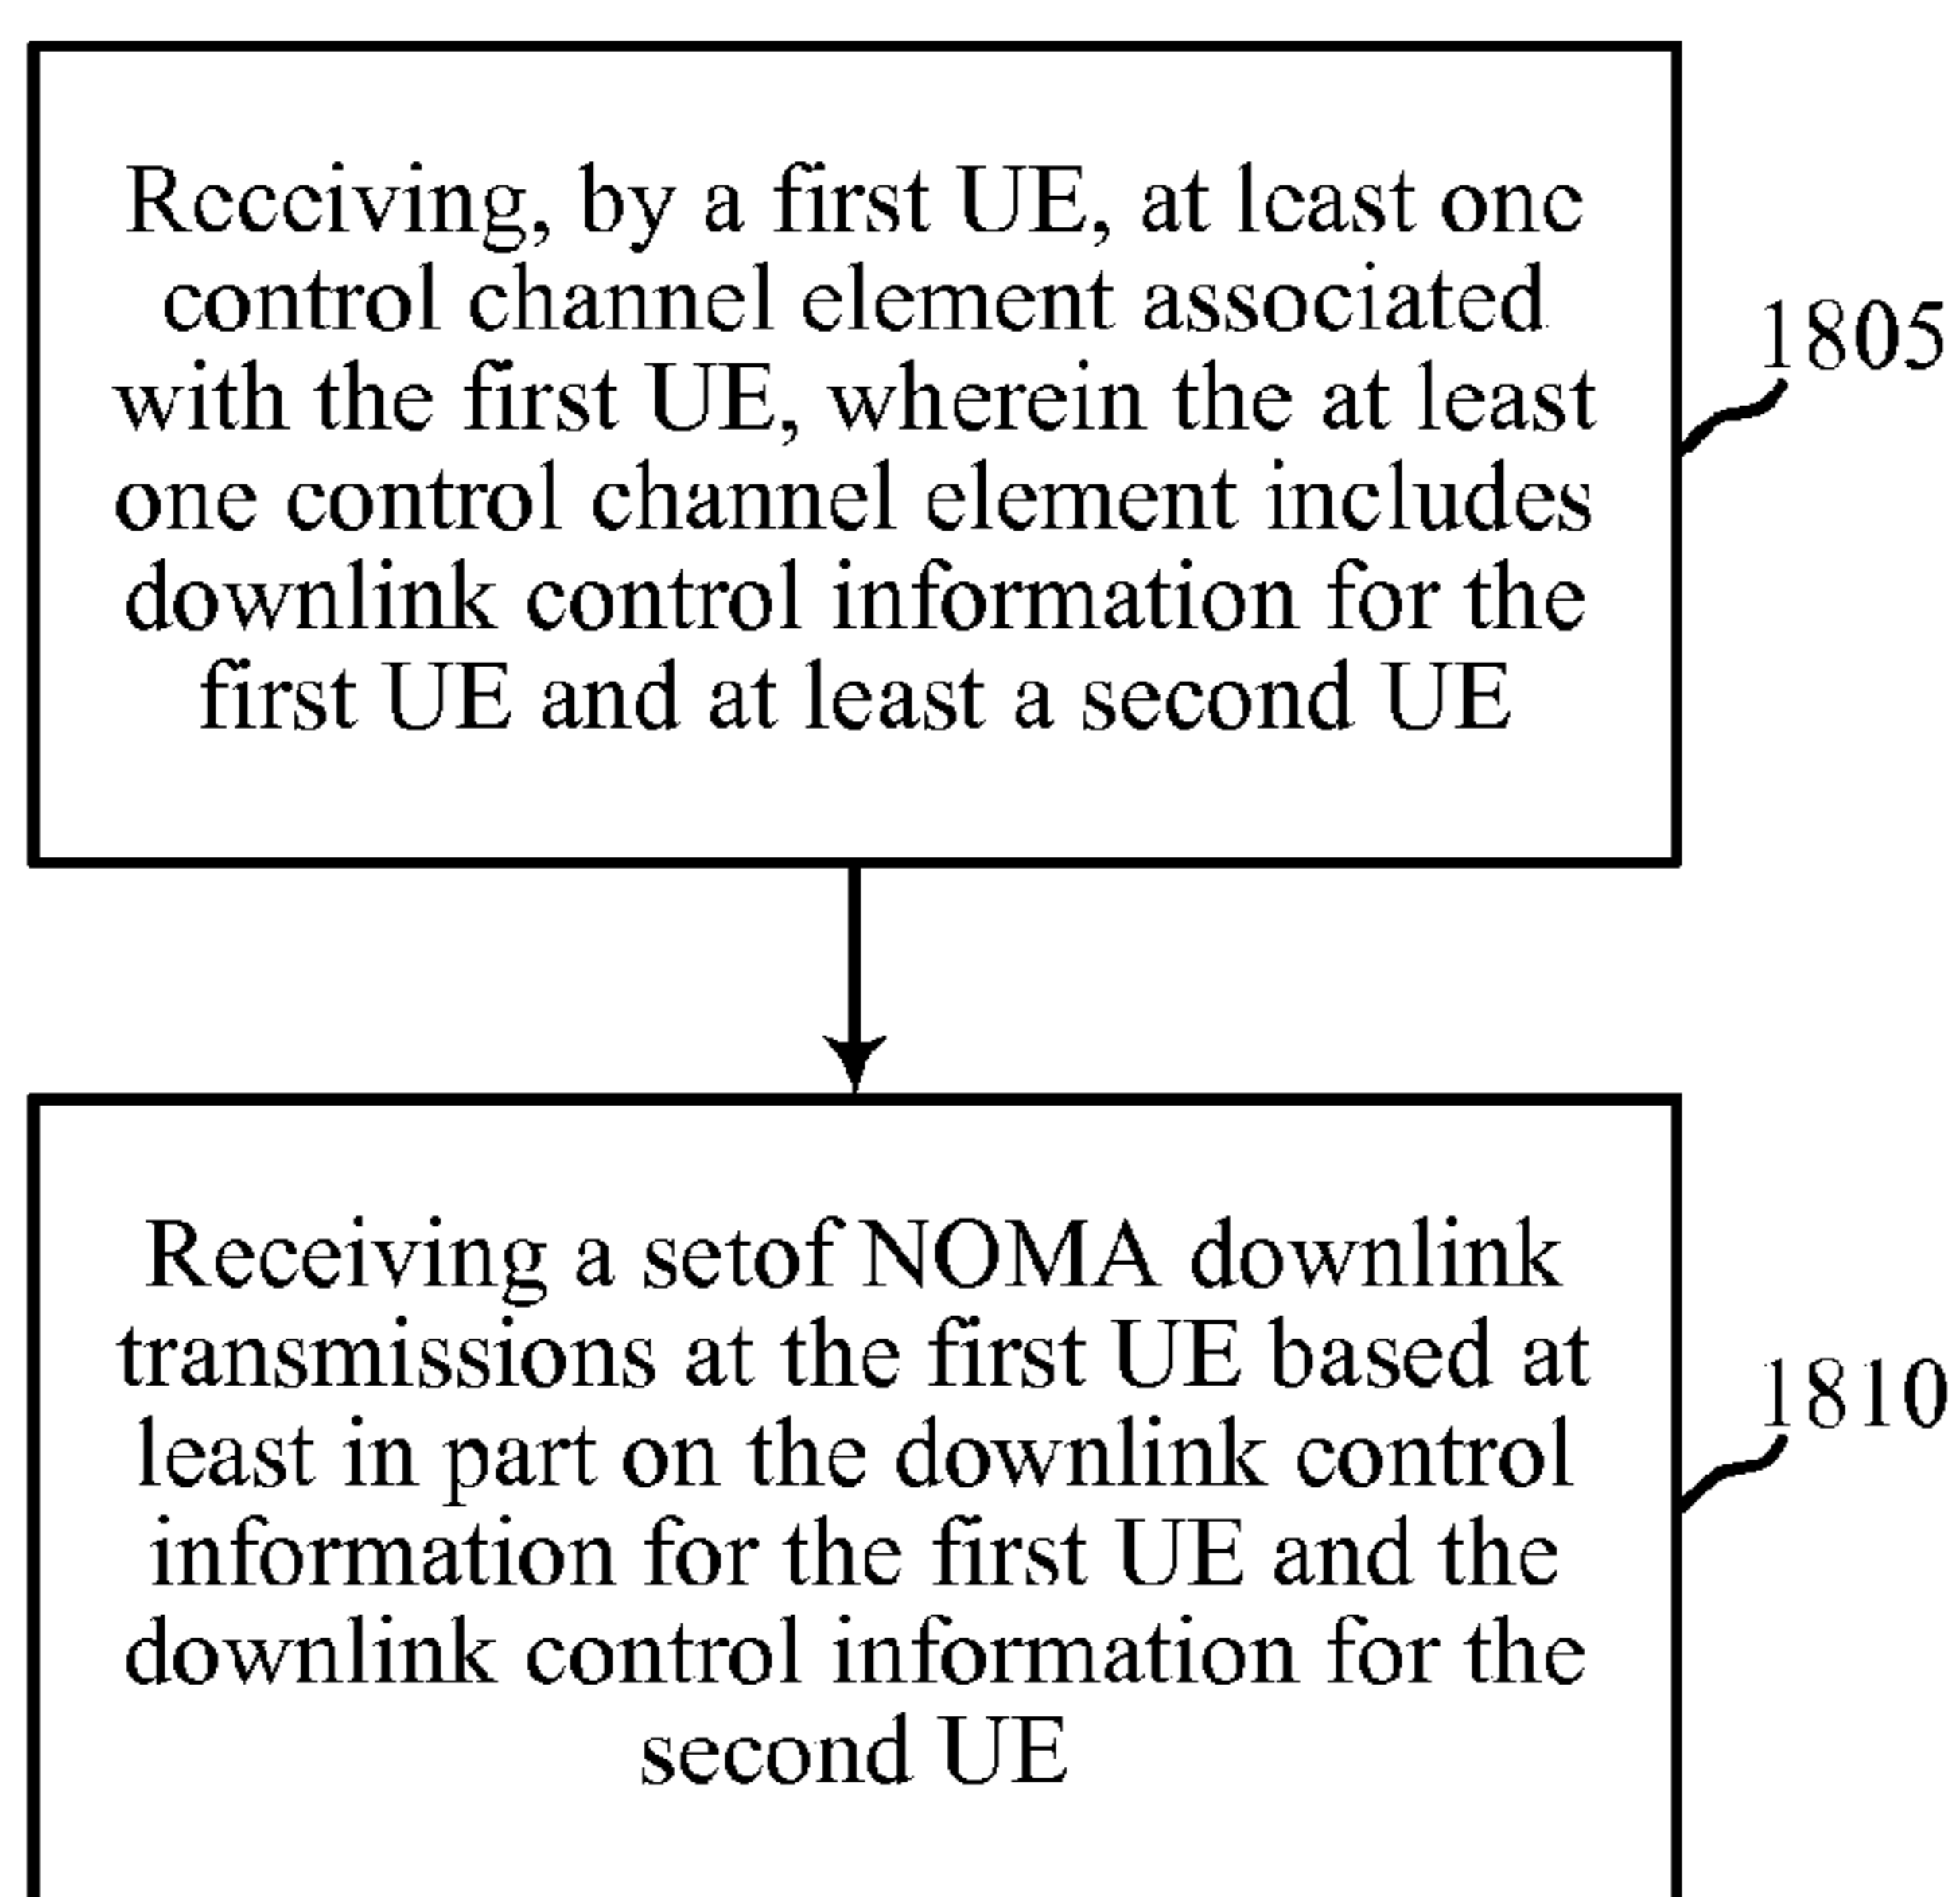 Receiving, by a first UE, at least one
control channel element associated
with the first UE, wherein the at least
one control channel element includes
downlink control information for the
first UE and at least a second UE
1805
Receiving a setof NOMA downlink
transmissions at the first UE based at
least in part on the downlink control
information for the first UE and the
downlink control information for the
second UE
1810